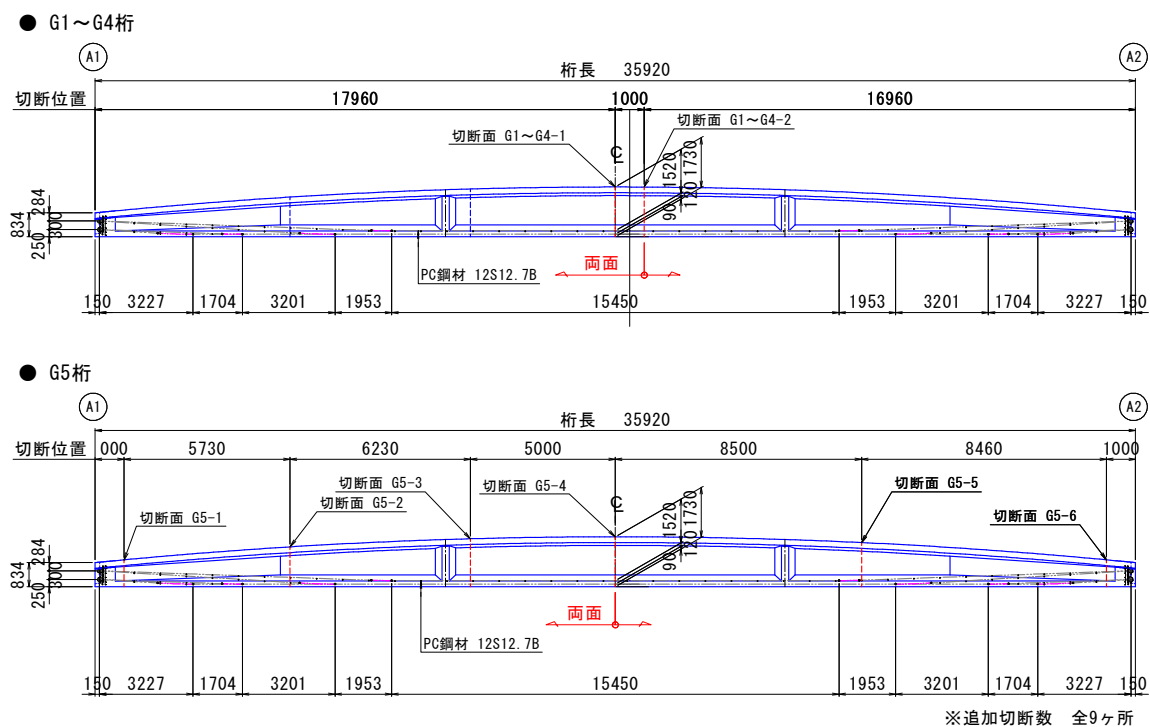 ● G1～G4桁
A1
A2
桁長 35920
切断位置
17960
1000
16960
切断面 G1～G4-1
切断面 G1～G4-2
C
L
1520
1730
90
120
834
284
300
250
両面
PC鋼材 12S12.7B
150 3227 1704 3201 1953 15450 1953 3201 1704 3227 150
● G5桁
A1
A2
桁長 35920
切断位置
000 5730 6230 5000 8500 8460 1000
切断面 G5-1
切断面 G5-2
切断面 G5-3
切断面 G5-4
切断面 G5-5
切断面 G5-6
C
L
1520
1730
90
120
834
284
300
250
両面
PC鋼材 12S12.7B
150 3227 1704 3201 1953 15450 1953 3201 1704 3227 150
※追加切断数 全9ヶ所